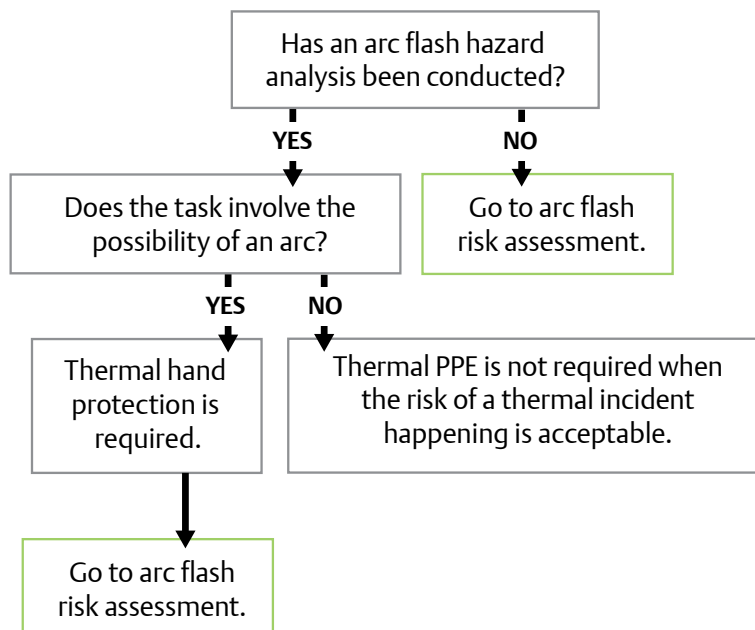 Has an arc flash hazard
analysis been conducted?
YES
NO
Does the task involve the
possibility of an arc?
Go to arc flash
risk assessment.
YES
NO
Thermal hand
protection is
required.
Thermal PPE is not required when
the risk of a thermal incident
happening is acceptable.
Go to arc flash
risk assessment.